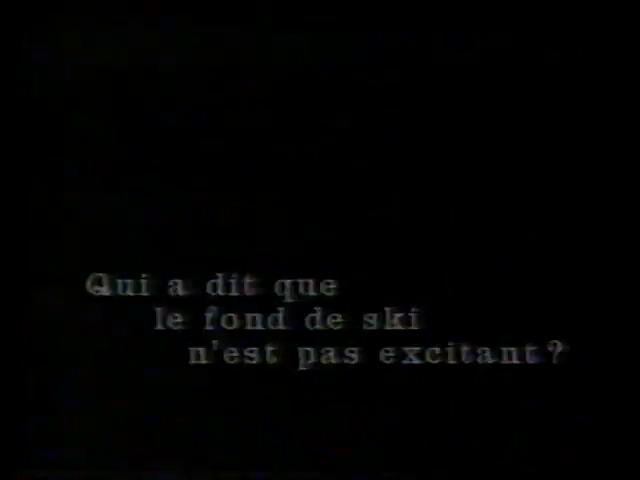 Qui a dit que
le fond de ski
n'est pas excitant?